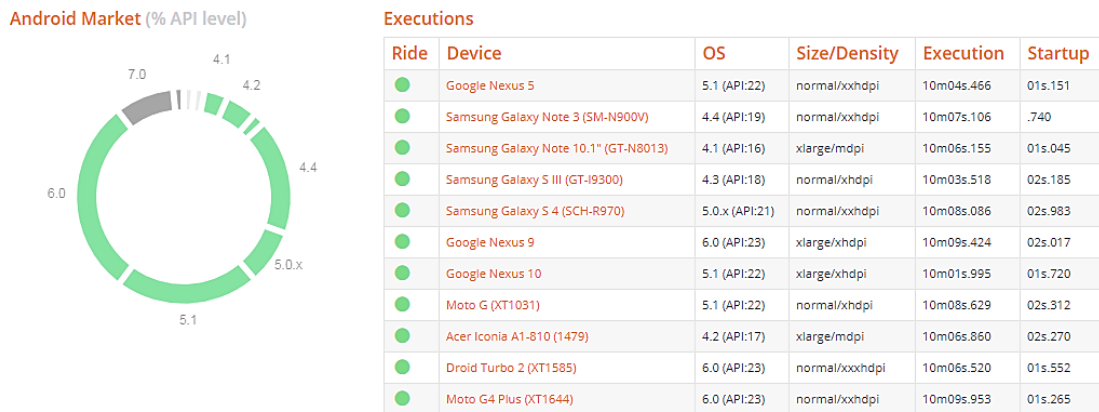 Android Market (% API level)
4.1
4.2
4.4
5.0.x
5.1
6.0
7.0
Executions
Ride Device OS Size/Density Execution Startup
Google Nexus 5 5.1 (API:22) normal/xxhdpi 10m04s.466 01s.151
Samsung Galaxy Note 3 (SM-N900V) 4.4 (API:19) normal/xxhdpi 10m07s.106 .740
Samsung Galaxy Note 10.1" (GT-N8013) 4.1 (API:16) xlarge/mdpi 10m06s.155 01s.045
Samsung Galaxy S III (GT-I9300) 4.3 (API:18) normal/xhdpi 10m03s.518 02s.185
Samsung Galaxy S 4 (SCH-R970) 5.0.x (API:21) normal/xxhdpi 10m08s.086 02s.983
Google Nexus 9 6.0 (API:23) xlarge/xhdpi 10m09s.424 02s.017
Google Nexus 10 5.1 (API:22) xlarge/xhdpi 10m01s.995 01s.720
Moto G (XT1031) 5.1 (API:22) normal/xhdpi 10m08s.629 02s.312
Acer Iconia A1-810 (1479) 4.2 (API:17) xlarge/mdpi 10m06s.860 02s.270
Droid Turbo 2 (XT1585) 6.0 (API:23) normal/xxxhdpi 10m06s.520 01s.552
Moto G4 Plus (XT1644) 6.0 (API:23) normal/xxhdpi 10m09s.953 01s.265